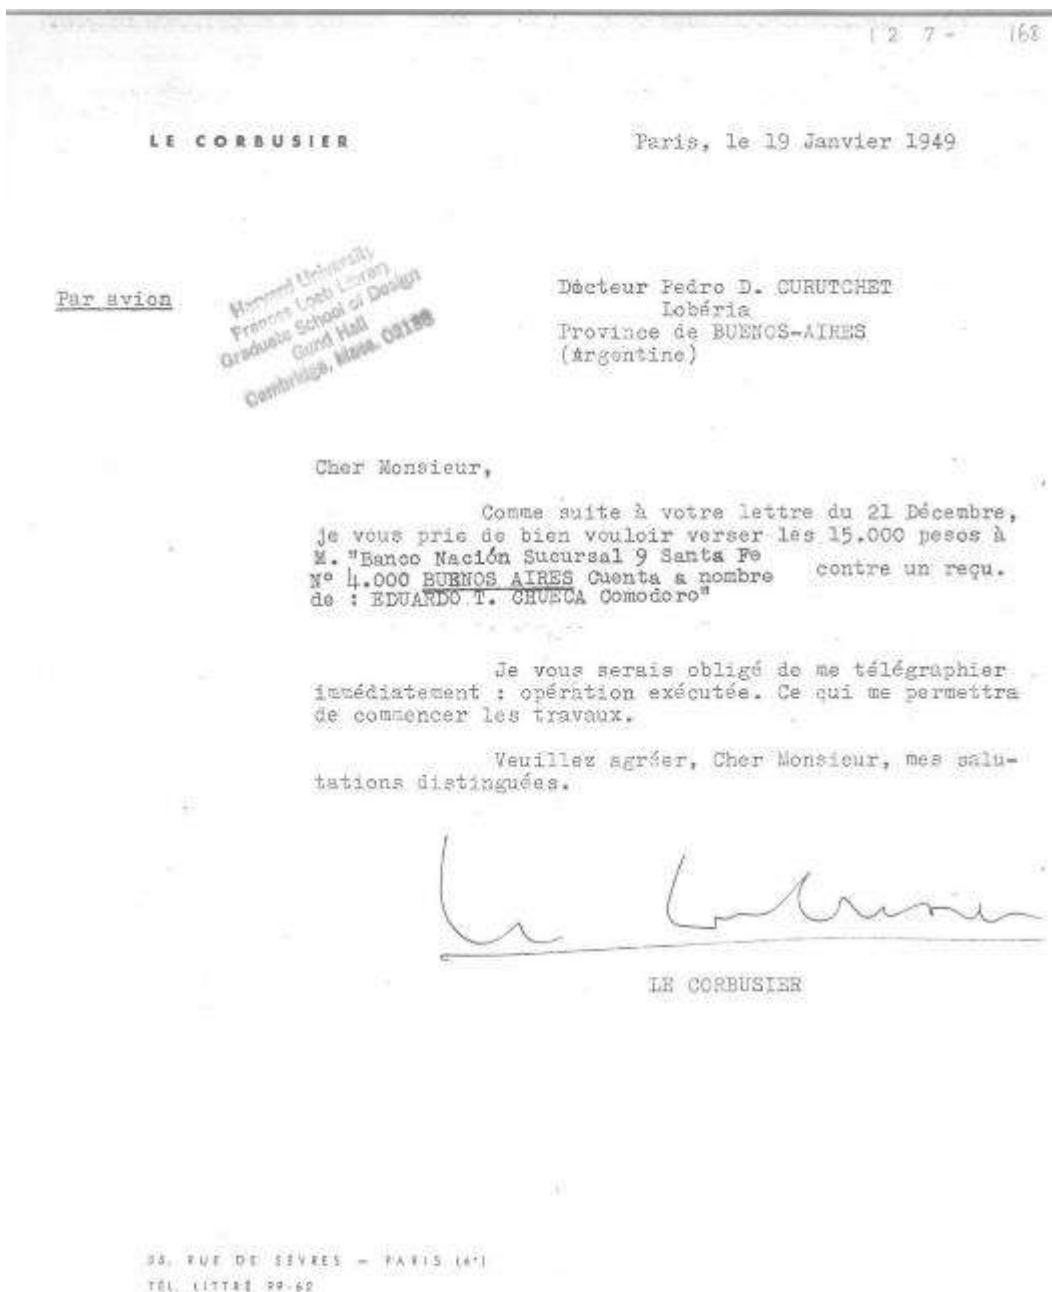 12 7- 168
LE CORBUSIER
Paris, le 19 Janvier 1949
Par avion
Harvard University
Frances Loeb Library
Graduate School of Design
Gund Hall
Cambridge, Mass. 02138
Docteur Pedro D. CURUTCHET
Lobéria
Province de BUENOS-AIRES
(Argentine)
Cher Monsieur,
Comme suite à votre lettre du 21 Décembre,
je vous prie de bien vouloir verser les 15.000 pesos à
M. "Banco Nación Sucursal 9 Santa Fe
Nº 4.000 BUENOS AIRES Cuenta a nombre contre un reçu.
de : EDUARDO T. CHUECA Comodoro"
Je vous serais obligé de me télégraphier
immédiatement : opération exécutée. Ce qui me permettra
de commencer les travaux.
Veuillez agréer, Cher Monsieur, mes salu-
tations distinguées.
Le Corbusier
LE CORBUSIER
35, RUE DE SÈVRES — PARIS (6e)
TÉL. LITTRÉ 99-62